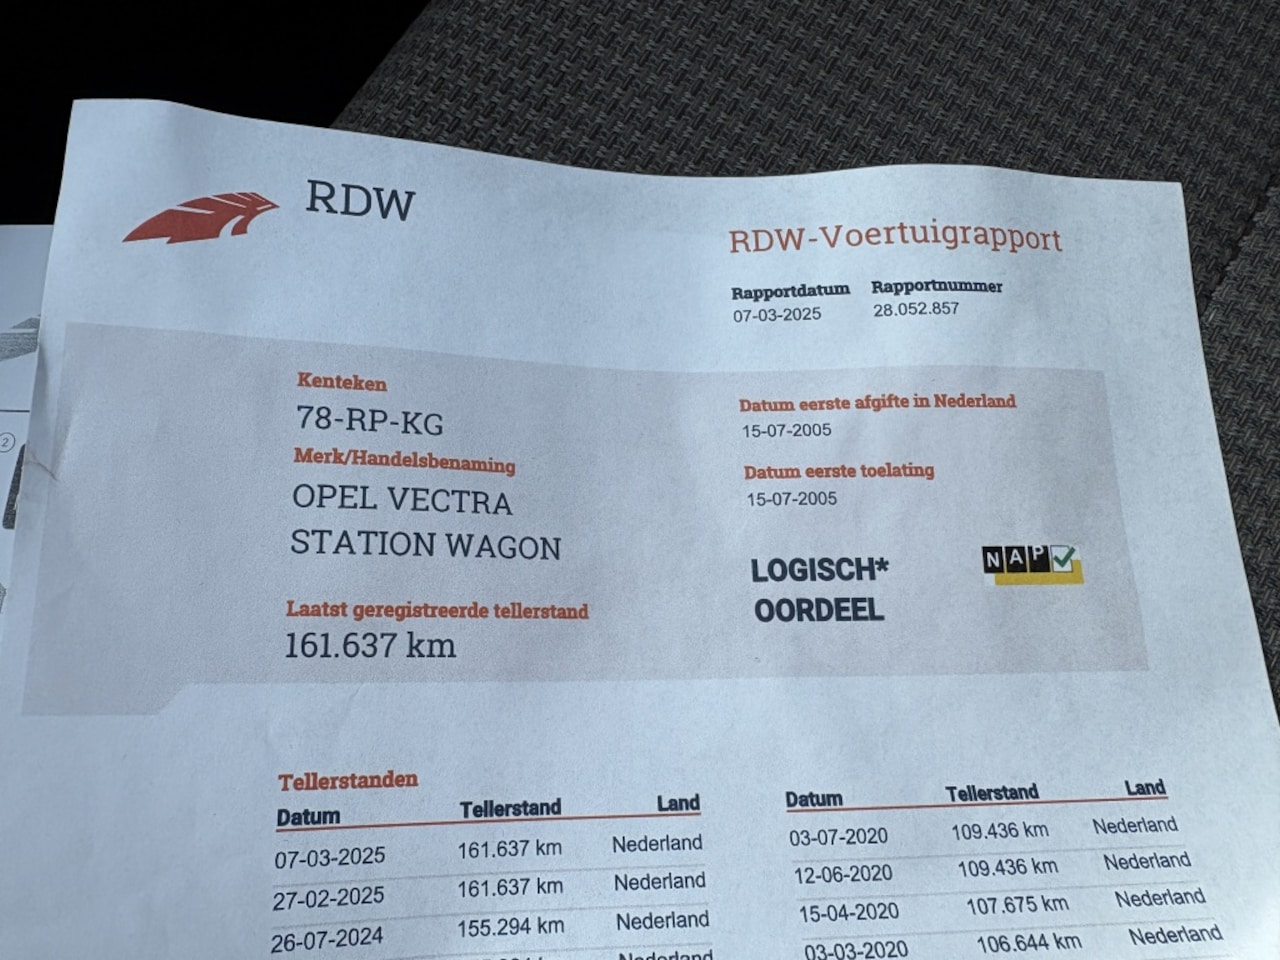 RDW
RDW-Voertuigrapport
Rapportdatum Rapportnummer
07-03-2025 28.052.857
Kenteken
78-RP-KG
Merk/Handelsbenaming
OPEL VECTRA
STATION WAGON
Laatst geregistreerde tellerstand
161.637 km
Datum eerste afgifte in Nederland
15-07-2005
Datum eerste toelating
15-07-2005
LOGISCH*
OORDEEL
NAP
Tellerstanden
Datum Tellerstand Land
07-03-2025 161.637 km Nederland
27-02-2025 161.637 km Nederland
26-07-2024 155.294 km Nederland
Nederland
Datum Tellerstand Land
03-07-2020 109.436 km Nederland
12-06-2020 109.436 km Nederland
15-04-2020 107.675 km Nederland
03-03-2020 106.644 km Nederland
2